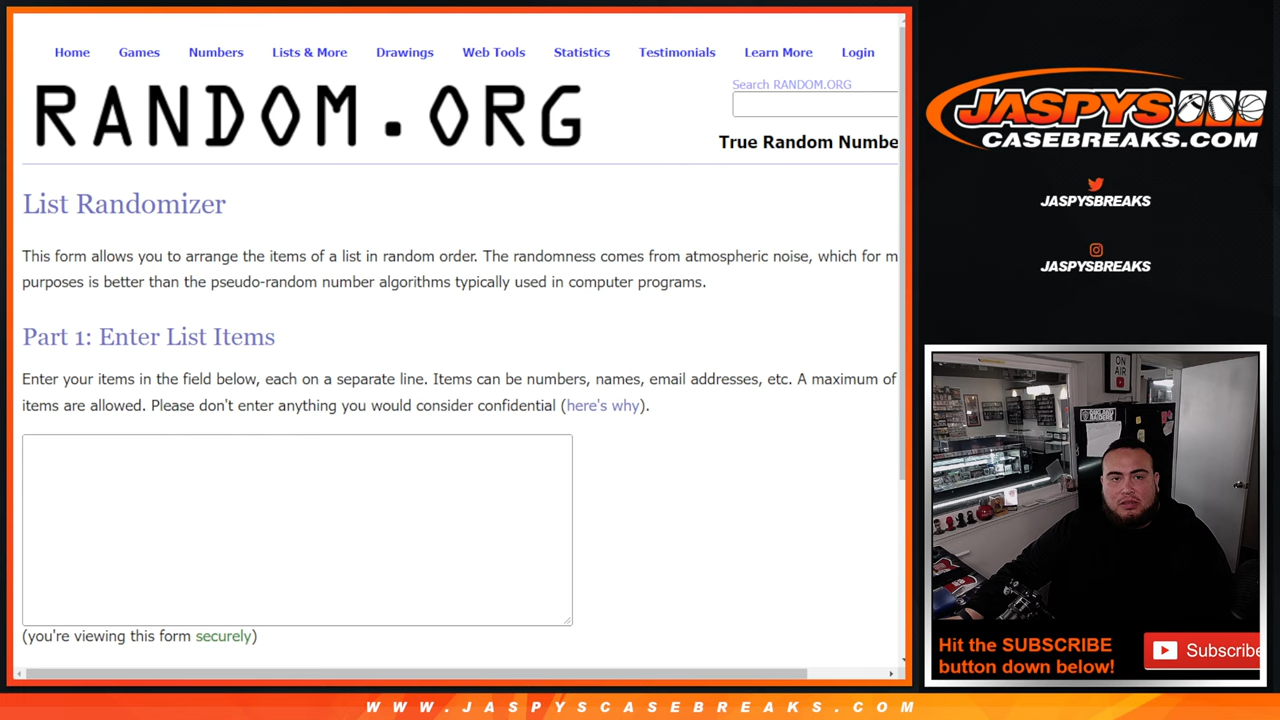 Home Games Numbers Lists & More Drawings Web Tools Statistics Testimonials Learn More Login
RANDOM.ORG
Search RANDOM.ORG
True Random Numbe
List Randomizer
This form allows you to arrange the items of a list in random order. The randomness comes from atmospheric noise, which for m
purposes is better than the pseudo-random number algorithms typically used in computer programs.
Part 1: Enter List Items
Enter your items in the field below, each on a separate line. Items can be numbers, names, email addresses, etc. A maximum of
items are allowed. Please don't enter anything you would consider confidential (here's why).
(you're viewing this form securely)
JASPYS
CASEBREAKS.COM
JASPYSBREAKS
JASPYSBREAKS
ON
AIR
Hit the SUBSCRIBE
button down below!
Subscribe
WWW.JASPYSCASEBREAKS.COM